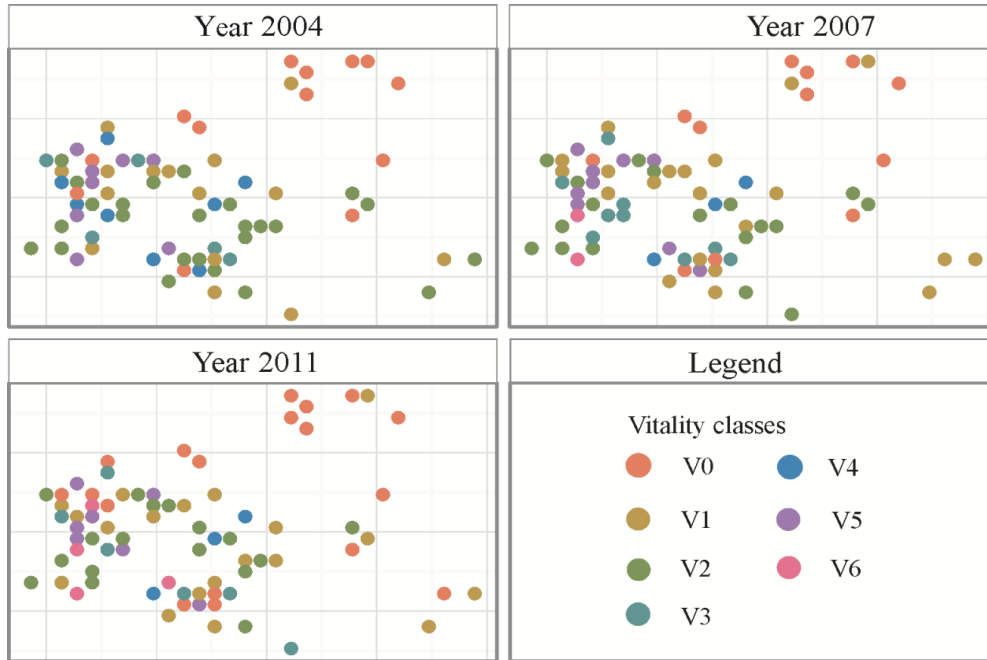 Year 2004
Year 2007
Year 2011
Legend
Vitality classes
V0
V4
V1
V5
V2
V6
V3